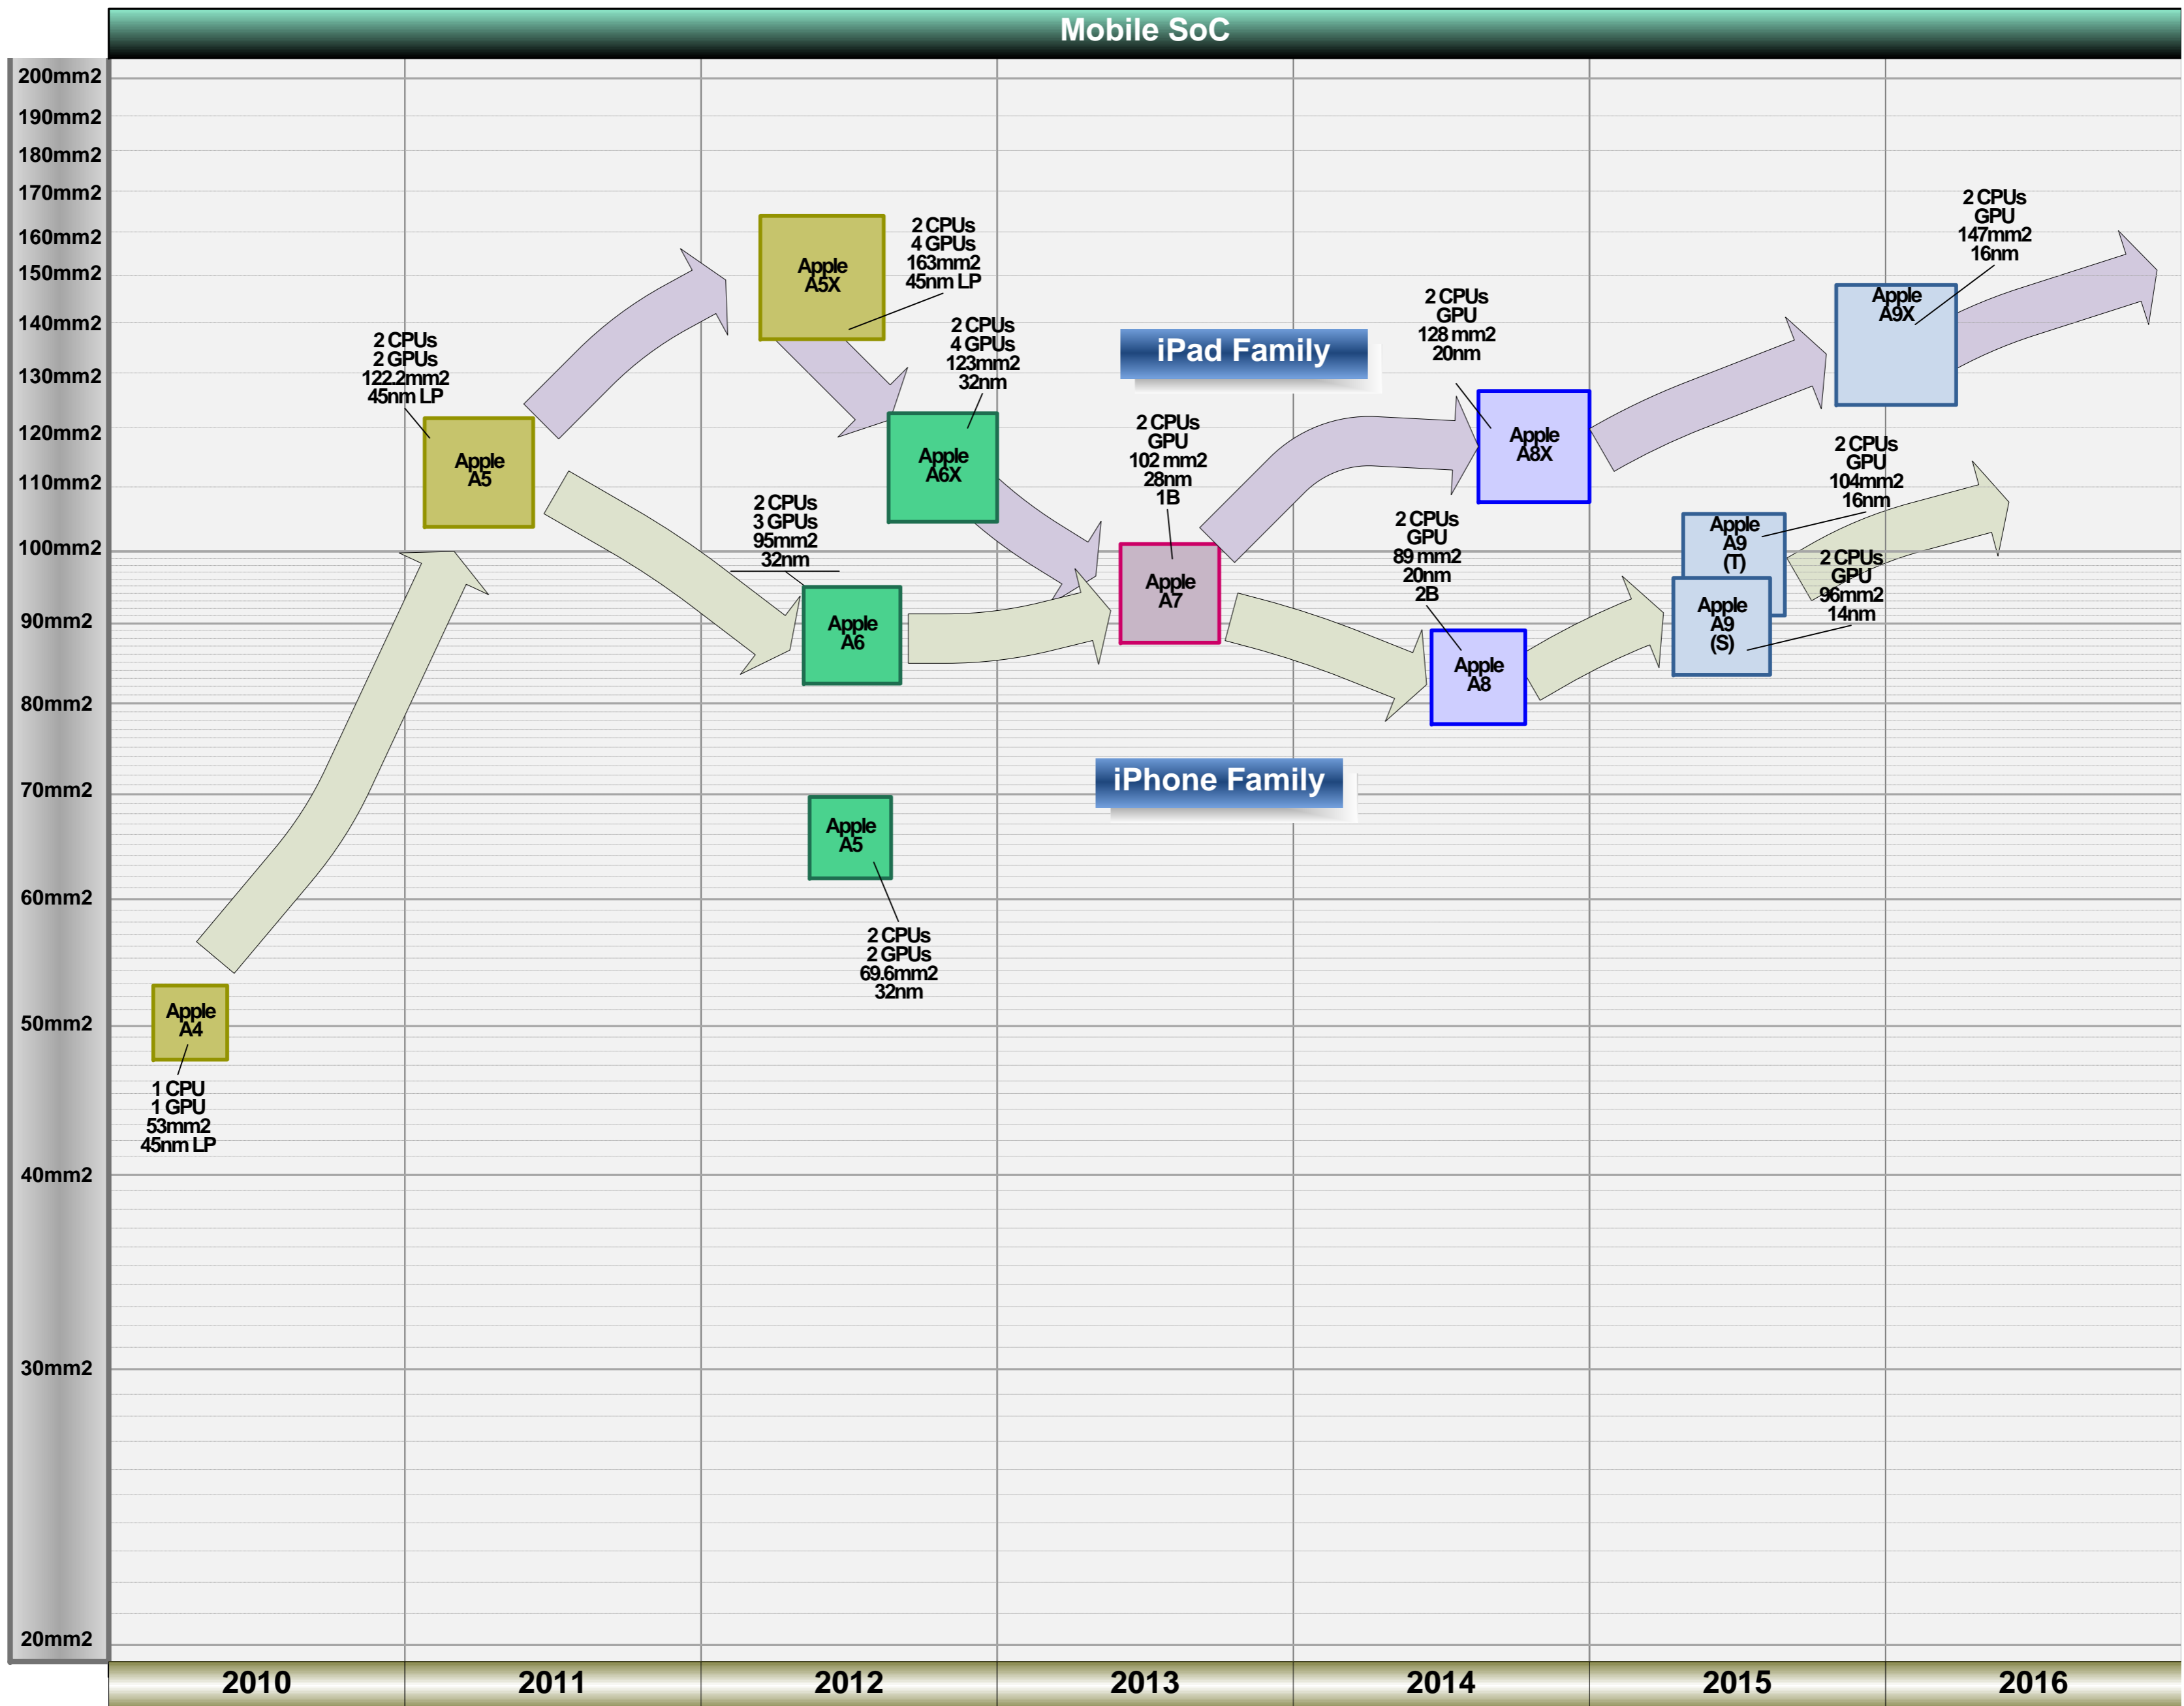 Mobile SoC
200mm2
190mm2
180mm2
170mm2
160mm2
150mm2
140mm2
130mm2
120mm2
110mm2
100mm2
90mm2
80mm2
70mm2
60mm2
50mm2
40mm2
30mm2
20mm2
2 CPUs
GPU
147mm2
16nm
Apple
A9X
Apple
A5X
2 CPUs
4 GPUs
163mm2
45nm LP
2 CPUs
4 GPUs
123mm2
32nm
iPad Family
2 CPUs
GPU
128 mm2
20nm
2 CPUs
2 GPUs
122.2mm2
45nm LP
Apple
A5
Apple
A6X
2 CPUs
GPU
102 mm2
28nm
1B
Apple
A8X
2 CPUs
GPU
104mm2
16nm
2 CPUs
3 GPUs
95mm2
32nm
2 CPUs
GPU
89 mm2
20nm
2B
Apple
A9
(T)
2 CPUs
GPU
96mm2
14nm
Apple
A6
Apple
A7
Apple
A9
(S)
Apple
A8
iPhone Family
Apple
A5
2 CPUs
2 GPUs
69.6mm2
32nm
Apple
A4
1 CPU
1 GPU
53mm2
45nm LP
2010
2011
2012
2013
2014
2015
2016